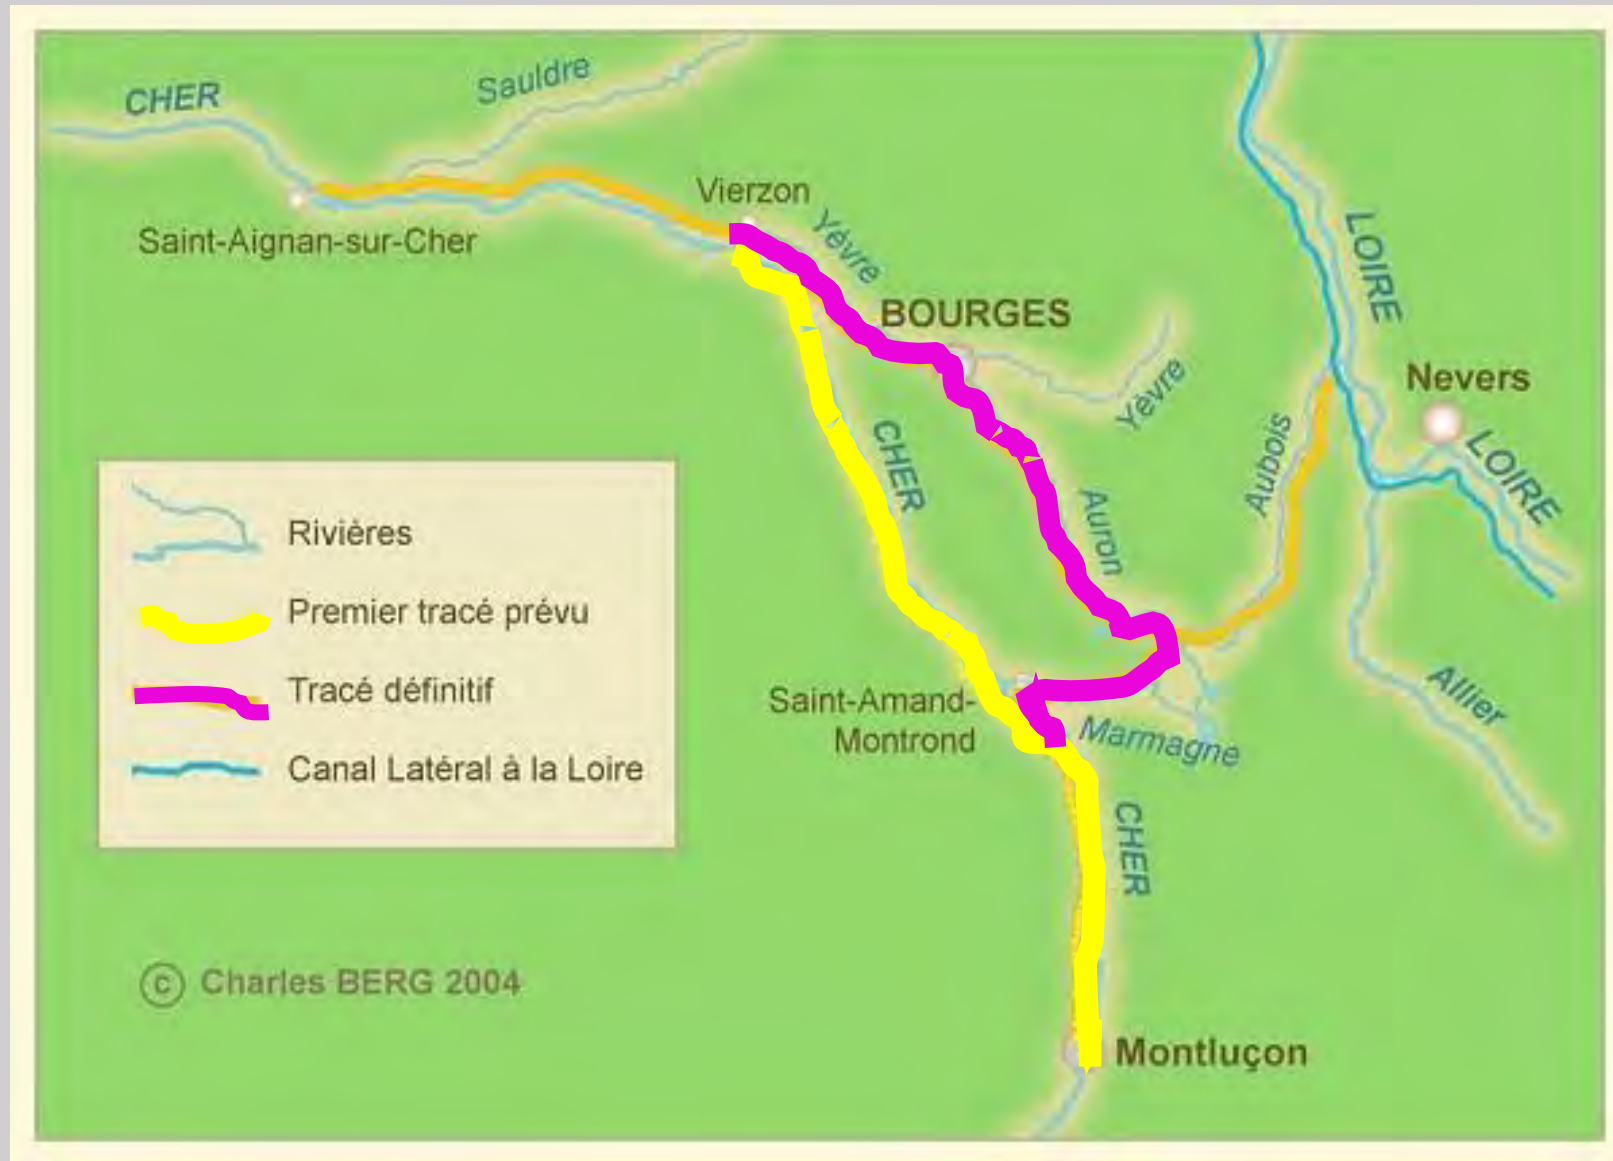 CHER
Sauldre
Vierzon
Saint-Aignan-sur-Cher
Yèvre
BOURGES
LOIRE
Nevers
Yèvre
Aubois
CHER
LOIRE
Auron
Rivières
Premier tracé prévu
Tracé définitif
Canal Latéral à la Loire
Saint-Amand-
Montrond
Marmagne
Allier
CHER
© Charles BERG 2004
Montluçon